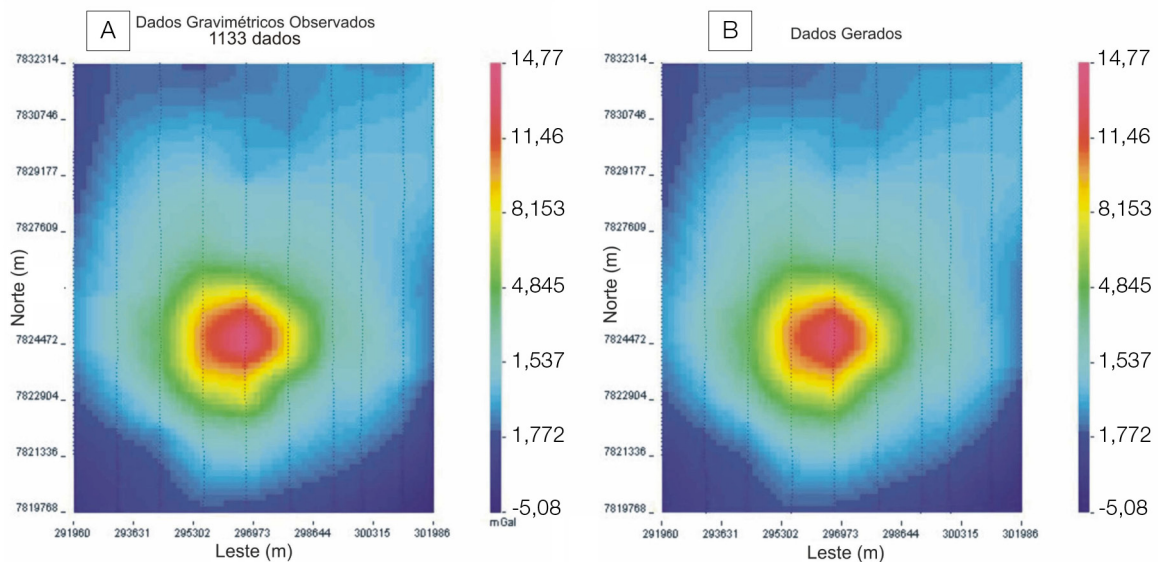 A
Dados Gravimétricos Observados
1133 dados
Norte (m)
7832314
7830746
7829177
7827609
7824472
7822904
7821336
7819768
291960 293631 295302 296973 298644 300315 301986
Leste (m)
14,77
11,46
8,153
4,845
1,537
1,772
-5,08
mGal
B
Dados Gerados
Norte (m)
7832314
7830746
7829177
7827609
7824472
7822904
7821336
7819768
291960 293631 295302 296973 298644 300315 301986
Leste (m)
14,77
11,46
8,153
4,845
1,537
1,772
-5,08